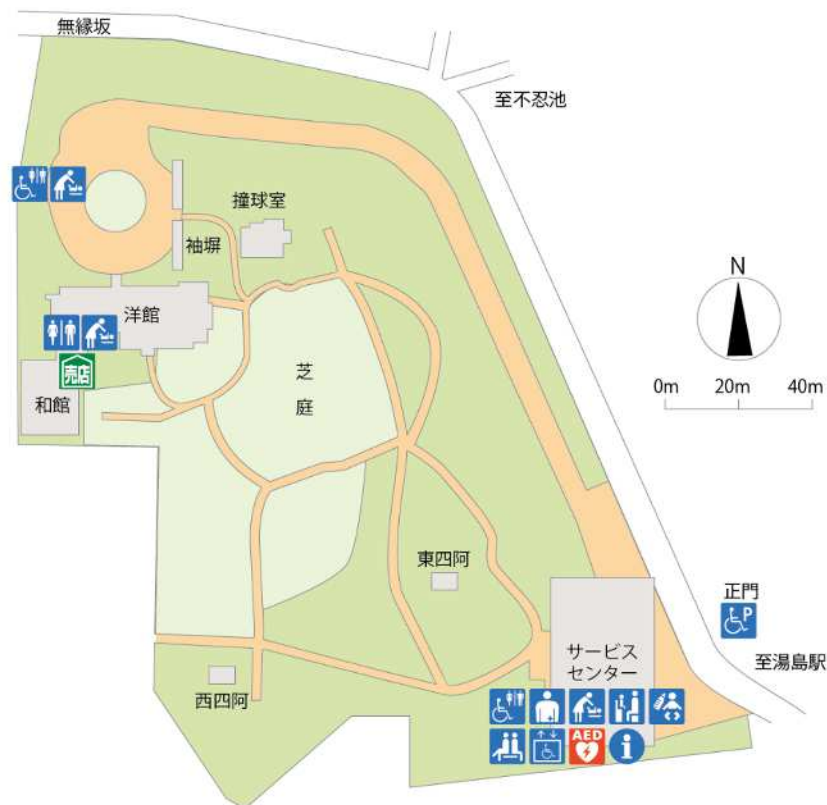 無縁坂
至不忍池
撞球室
袖塀
N
洋館
0m 20m 40m
芝
庭
売店
和館
東四阿
正門
P
サービス
センター
至湯島駅
西四阿
AED
i